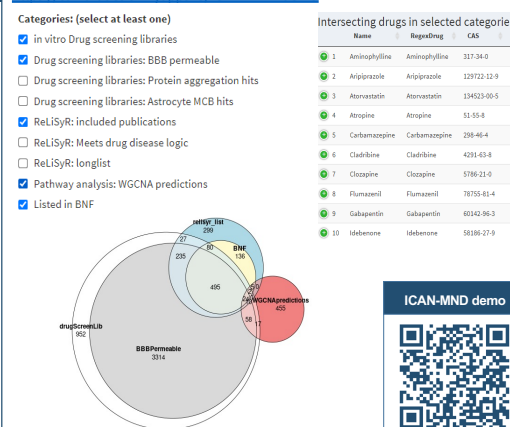 Categories: (select at least one)
in vitro Drug screening libraries
Drug screening libraries: BBB permeable
Drug screening libraries: Protein aggregation hits
Drug screening libraries: Astrocyte MCB hits
ReLiSyR: included publications
ReLiSyR: Meets drug disease logic
ReLiSyR: longlist
Pathway analysis: WGCNA predictions
Listed in BNF
relisyr_list
299
27
80
BNF
136
235
495
WGCNApredictions
455
58
17
drugScreenLib
952
BBBPermeable
3314
Intersecting drugs in selected categorie
Name RegexDrug CAS
1 Aminophylline Aminophylline 317-34-0
2 Aripiprazole Aripiprazole 129722-12-9
3 Atorvastatin Atorvastatin 134523-00-5
4 Atropine Atropine 51-55-8
5 Carbamazepine Carbamazepine 298-46-4
6 Cladribine Cladribine 4291-63-8
7 Clozapine Clozapine 5786-21-0
8 Flumazenil Flumazenil 78755-81-4
9 Gabapentin Gabapentin 60142-96-3
10 Idebenone Idebenone 58186-27-9
ICAN-MND demo